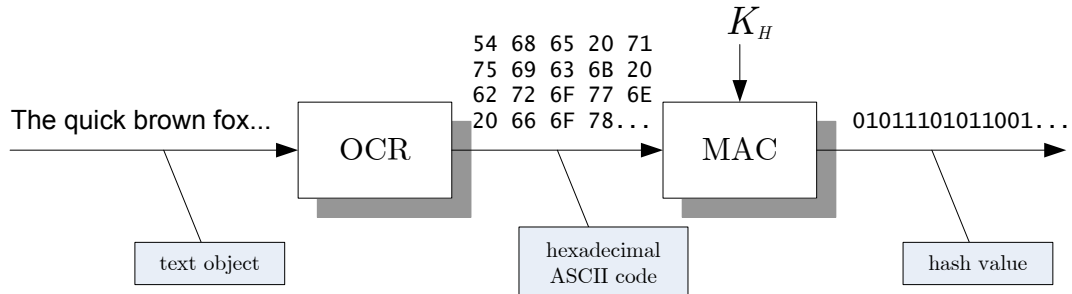 54 68 65 20 71
75 69 63 6B 20
62 72 6F 77 6E
20 66 6F 78...
K_H
The quick brown fox...
OCR
MAC
01011101011001...
text object
hexadecimal
ASCII code
hash value